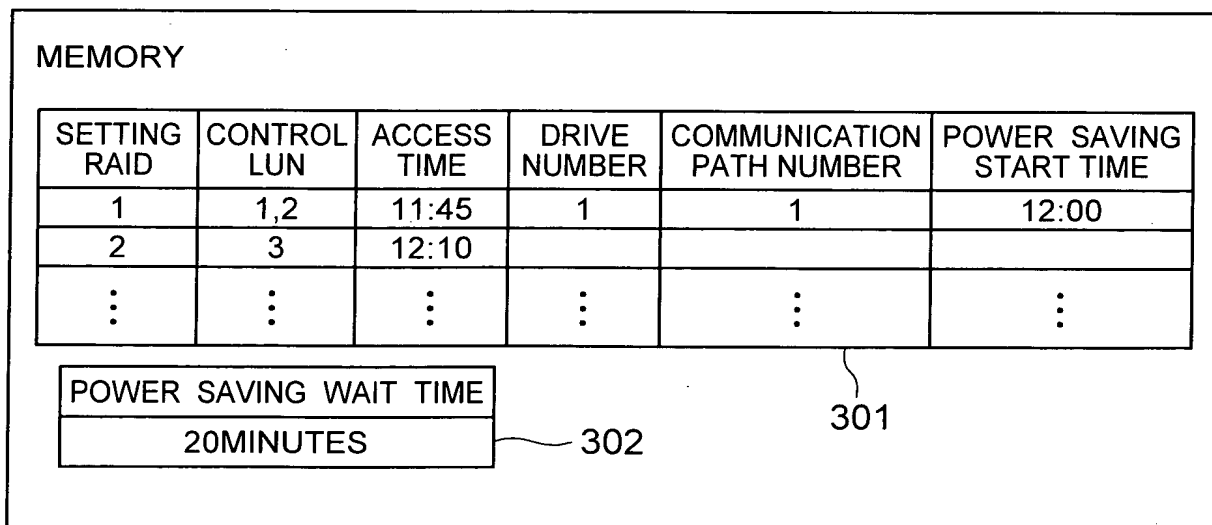 MEMORY
SETTING RAID CONTROL LUN ACCESS TIME DRIVE NUMBER COMMUNICATION PATH NUMBER POWER SAVING START TIME
1 1,2 11:45 1 1 12:00
2 3 12:10
⋮ ⋮ ⋮ ⋮ ⋮ ⋮
301
POWER SAVING WAIT TIME
20MINUTES 302